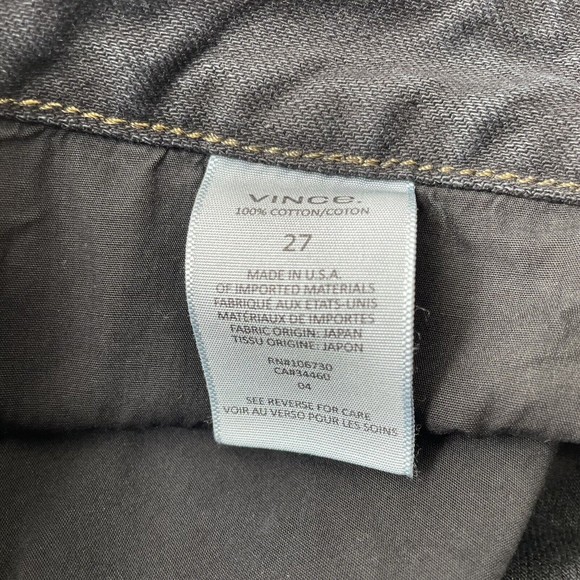 VINCE.
100% COTTON/COTON
27
MADE IN U.S.A.
OF IMPORTED MATERIALS
FABRIQUÉ AUX ETATS-UNIS
MATÉRIAUX DE IMPORTES
FABRIC ORIGIN: JAPAN
TISSU ORIGINE: JAPON
RN#106730
CA#34460
04
SEE REVERSE FOR CARE
VOIR AU VERSO POUR LES SOINS